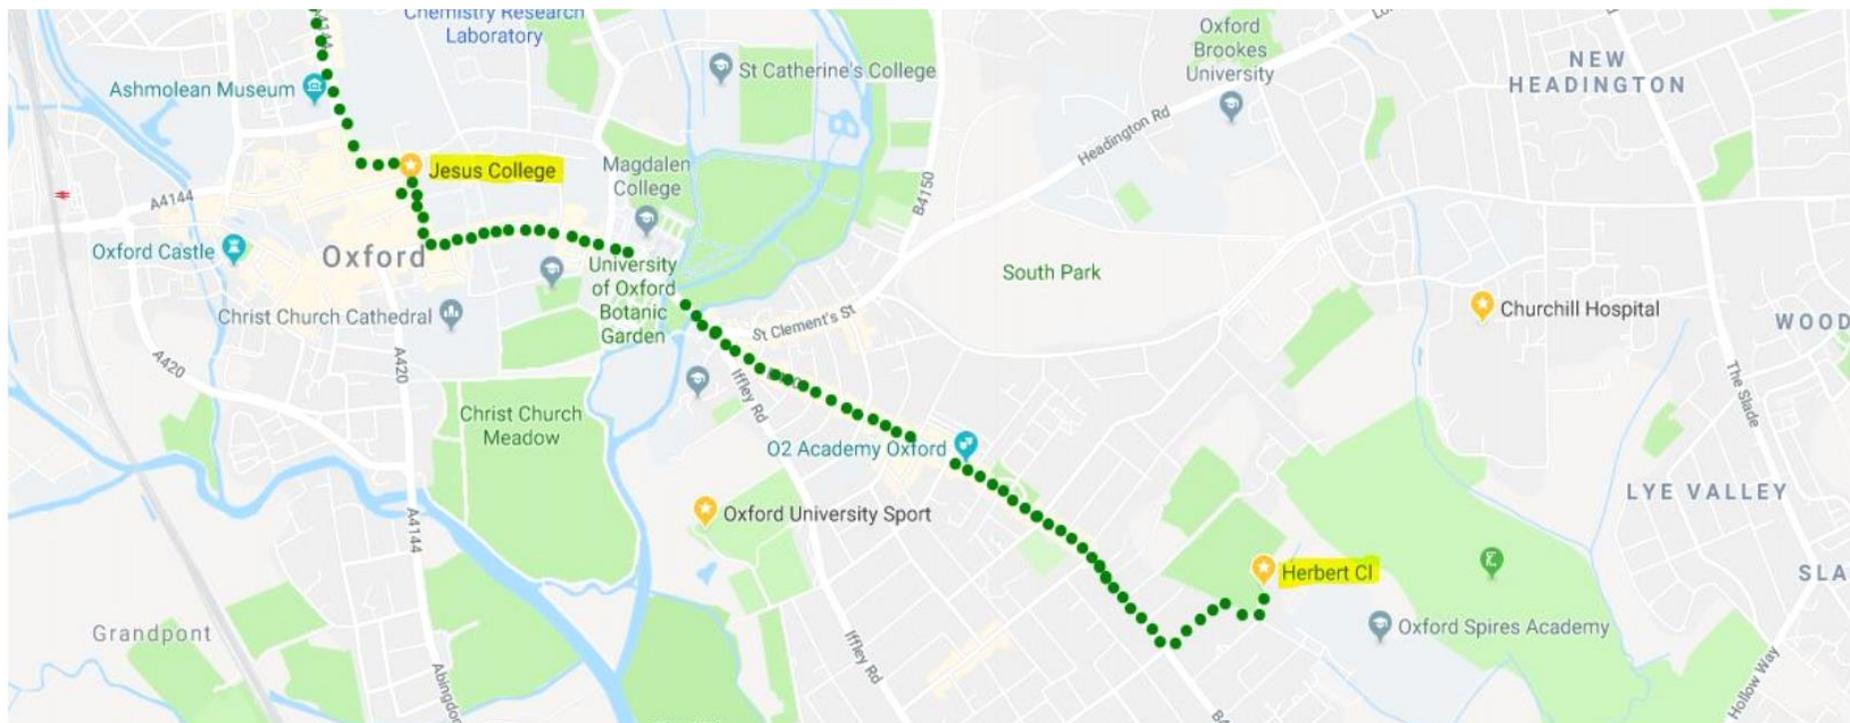 Chemistry Research
Laboratory
Oxford
Brookes
University
NEW
HEADINGTON
A4144
Ashmolean Museum
St Catherine's College
Headington Rd
Jesus College
Magdalen
College
A4144
B4150
Oxford Castle
Oxford
University
of Oxford
Botanic
Garden
South Park
Christ Church Cathedral
St Clement's St
Churchill Hospital
WOOD
A420
A420
Iffley Rd
The Slade
Christ Church
Meadow
O2 Academy Oxford
LYE VALLEY
A4144
Oxford University Sport
Herbert Cl
SLA
Grandpont
Oxford Spires Academy
Iffley Rd
Abingdo
Hollow Way